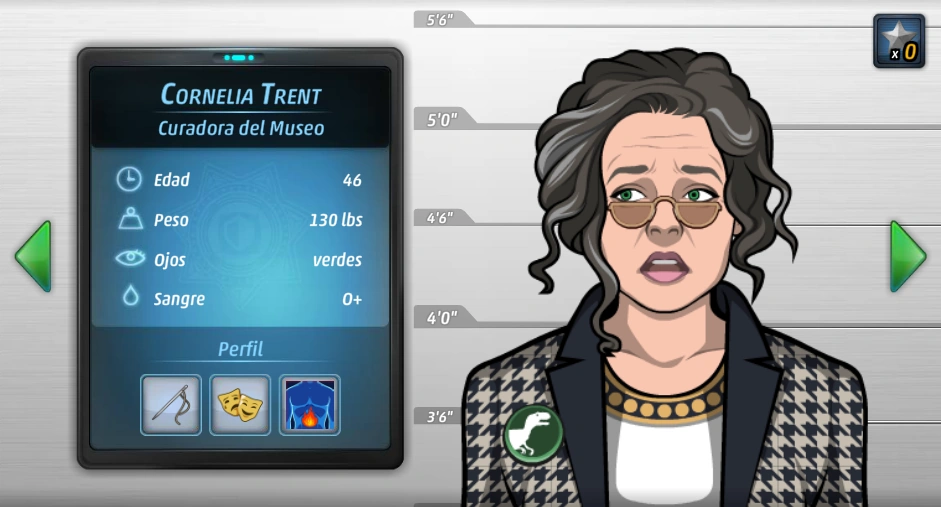 CORNELIA TRENT
Curadora del Museo
Edad 46
Peso 130 lbs
Ojos verdes
Sangre O+
Perfil
5'6"
5'0"
4'6"
4'0"
3'6"
x 0